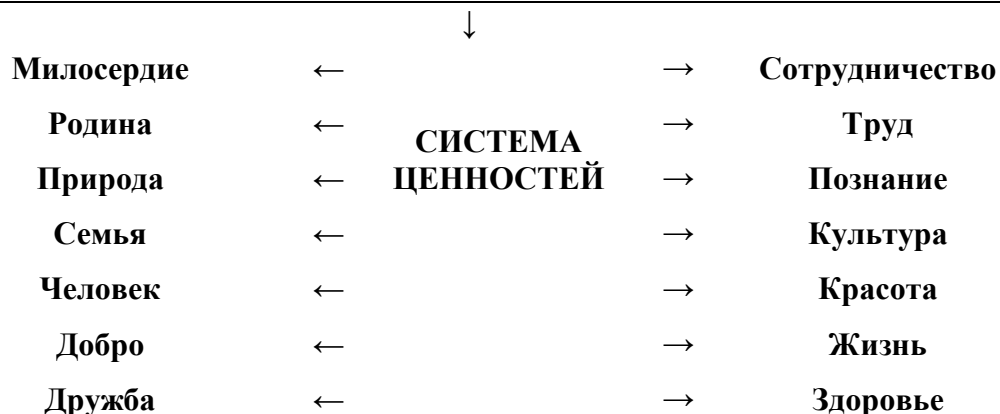 ↓
Милосердие ← → Сотрудничество
Родина ← → Труд
СИСТЕМА
Природа ← ЦЕННОСТЕЙ → Познание
Семья ← → Культура
Человек ← → Красота
Добро ← → Жизнь
Дружба ← → Здоровье